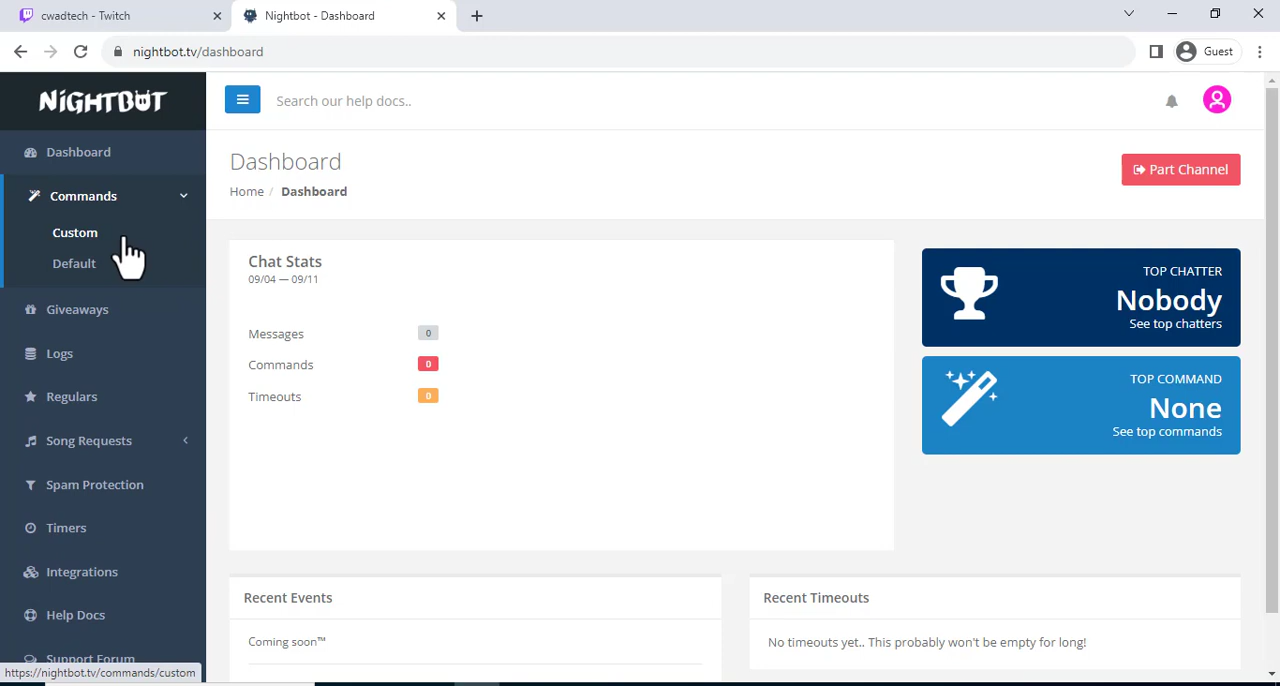 cwadtech - Twitch
Nightbot - Dashboard
nightbot.tv/dashboard
Guest
NIGHTBOT
Search our help docs..
Dashboard
Commands
Custom
Default
Giveaways
Logs
Regulars
Song Requests
Spam Protection
Timers
Integrations
Help Docs
Support Forum
https://nightbot.tv/commands/custom
Dashboard
Home / Dashboard
Part Channel
Chat Stats
09/04 — 09/11
Messages 0
Commands 0
Timeouts 0
TOP CHATTER
Nobody
See top chatters
TOP COMMAND
None
See top commands
Recent Events
Coming soon™
Recent Timeouts
No timeouts yet.. This probably won't be empty for long!